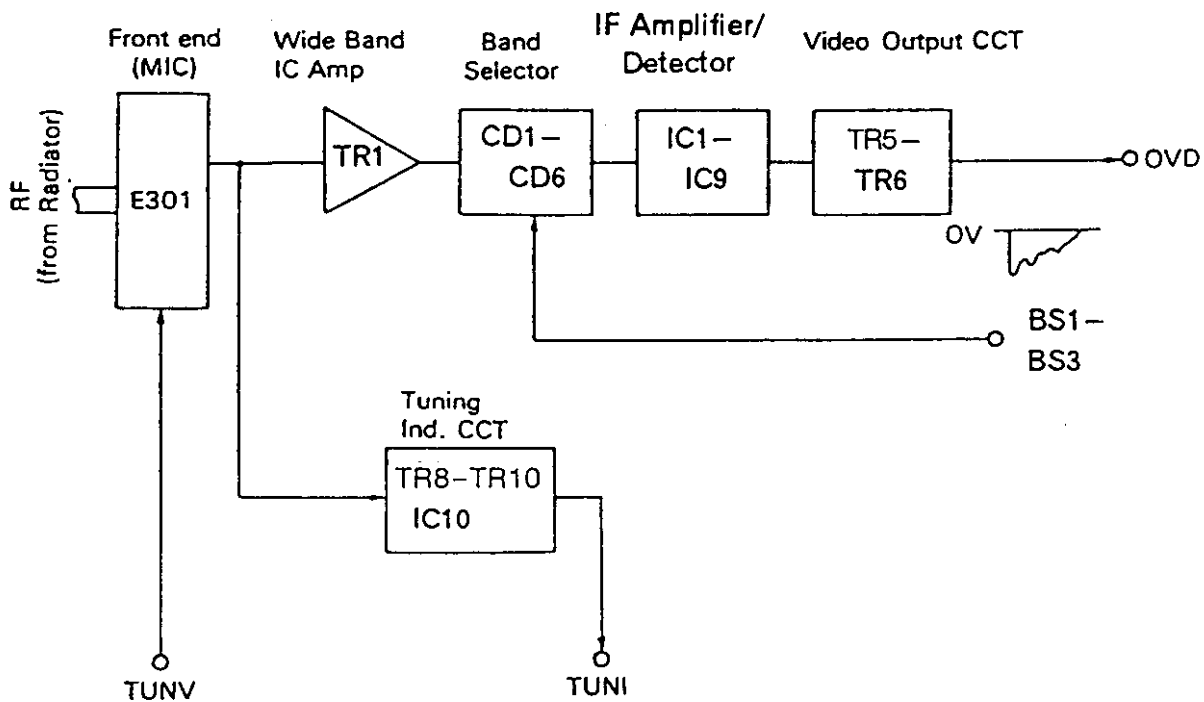 Front end
(MIC)
Wide Band
IC Amp
Band
Selector
IF Amplifier/
Detector
Video Output CCT
RF
(from Radiator)
E301
TR1
CD1–
CD6
IC1–
IC9
TR5–
TR6
OVD
OV
BS1–
BS3
Tuning
Ind. CCT
TR8–TR10
IC10
TUNV
TUNI